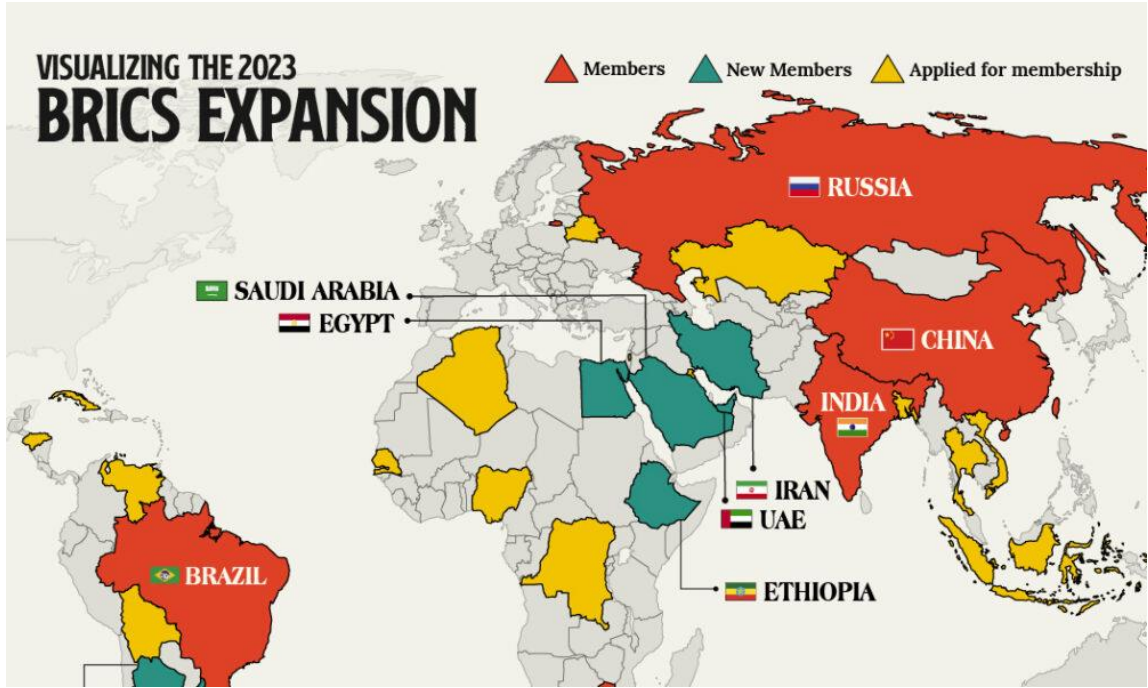 VISUALIZING THE 2023
BRICS EXPANSION
Members
New Members
Applied for membership
RUSSIA
SAUDI ARABIA
EGYPT
CHINA
INDIA
IRAN
UAE
BRAZIL
ETHIOPIA